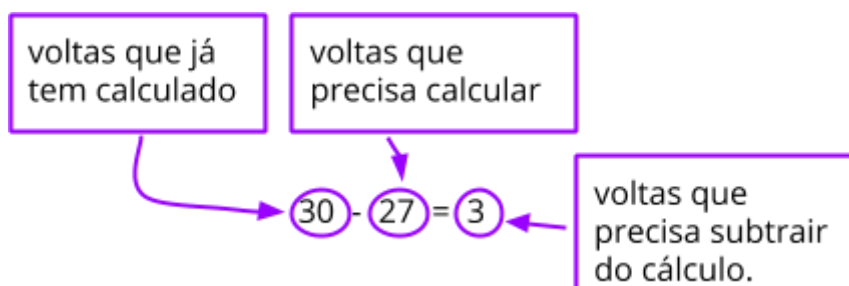 voltas que já
tem calculado
voltas que
precisa calcular
30 - 27 = 3
voltas que
precisa subtrair
do cálculo.